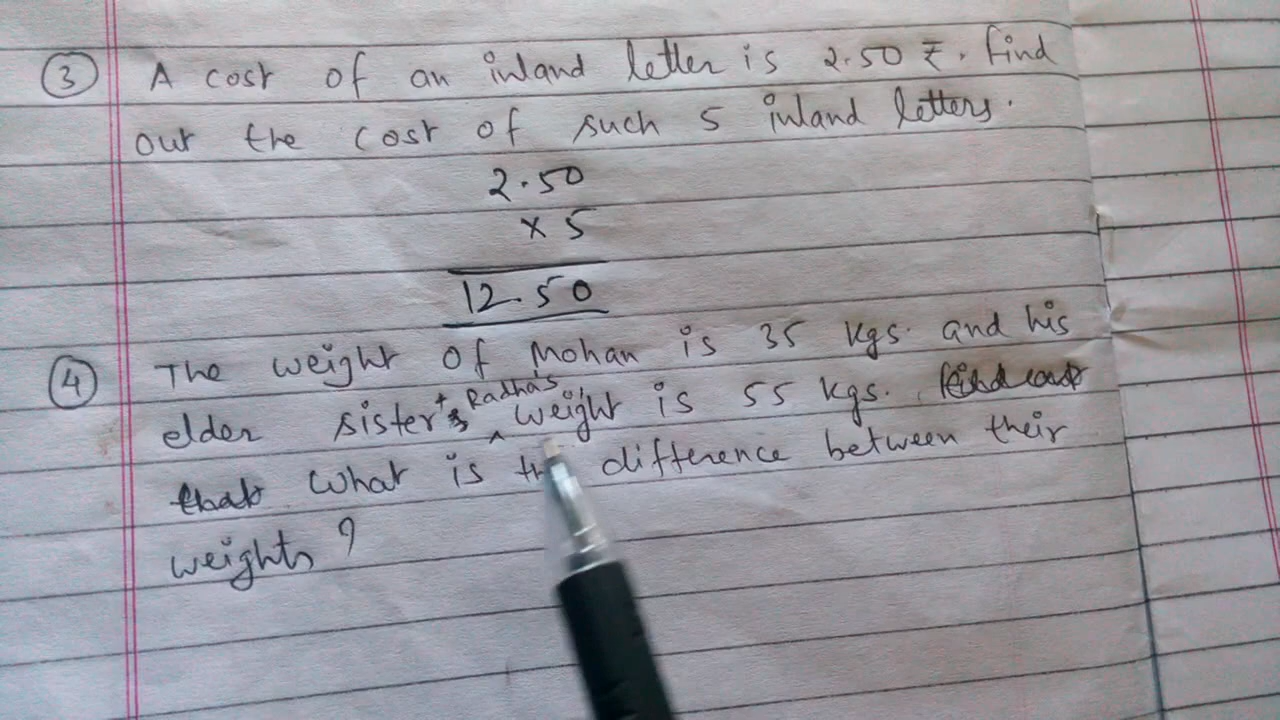 ③ A cost of an inland letter is 2.50 ₹. Find
out the cost of such 5 inland letters.
2.50
× 5
12.50
④ The weight of Mohan is 35 kgs. and his
elder sister's Radha's weight is 55 kgs. Find out
that What is the difference between their
weights?